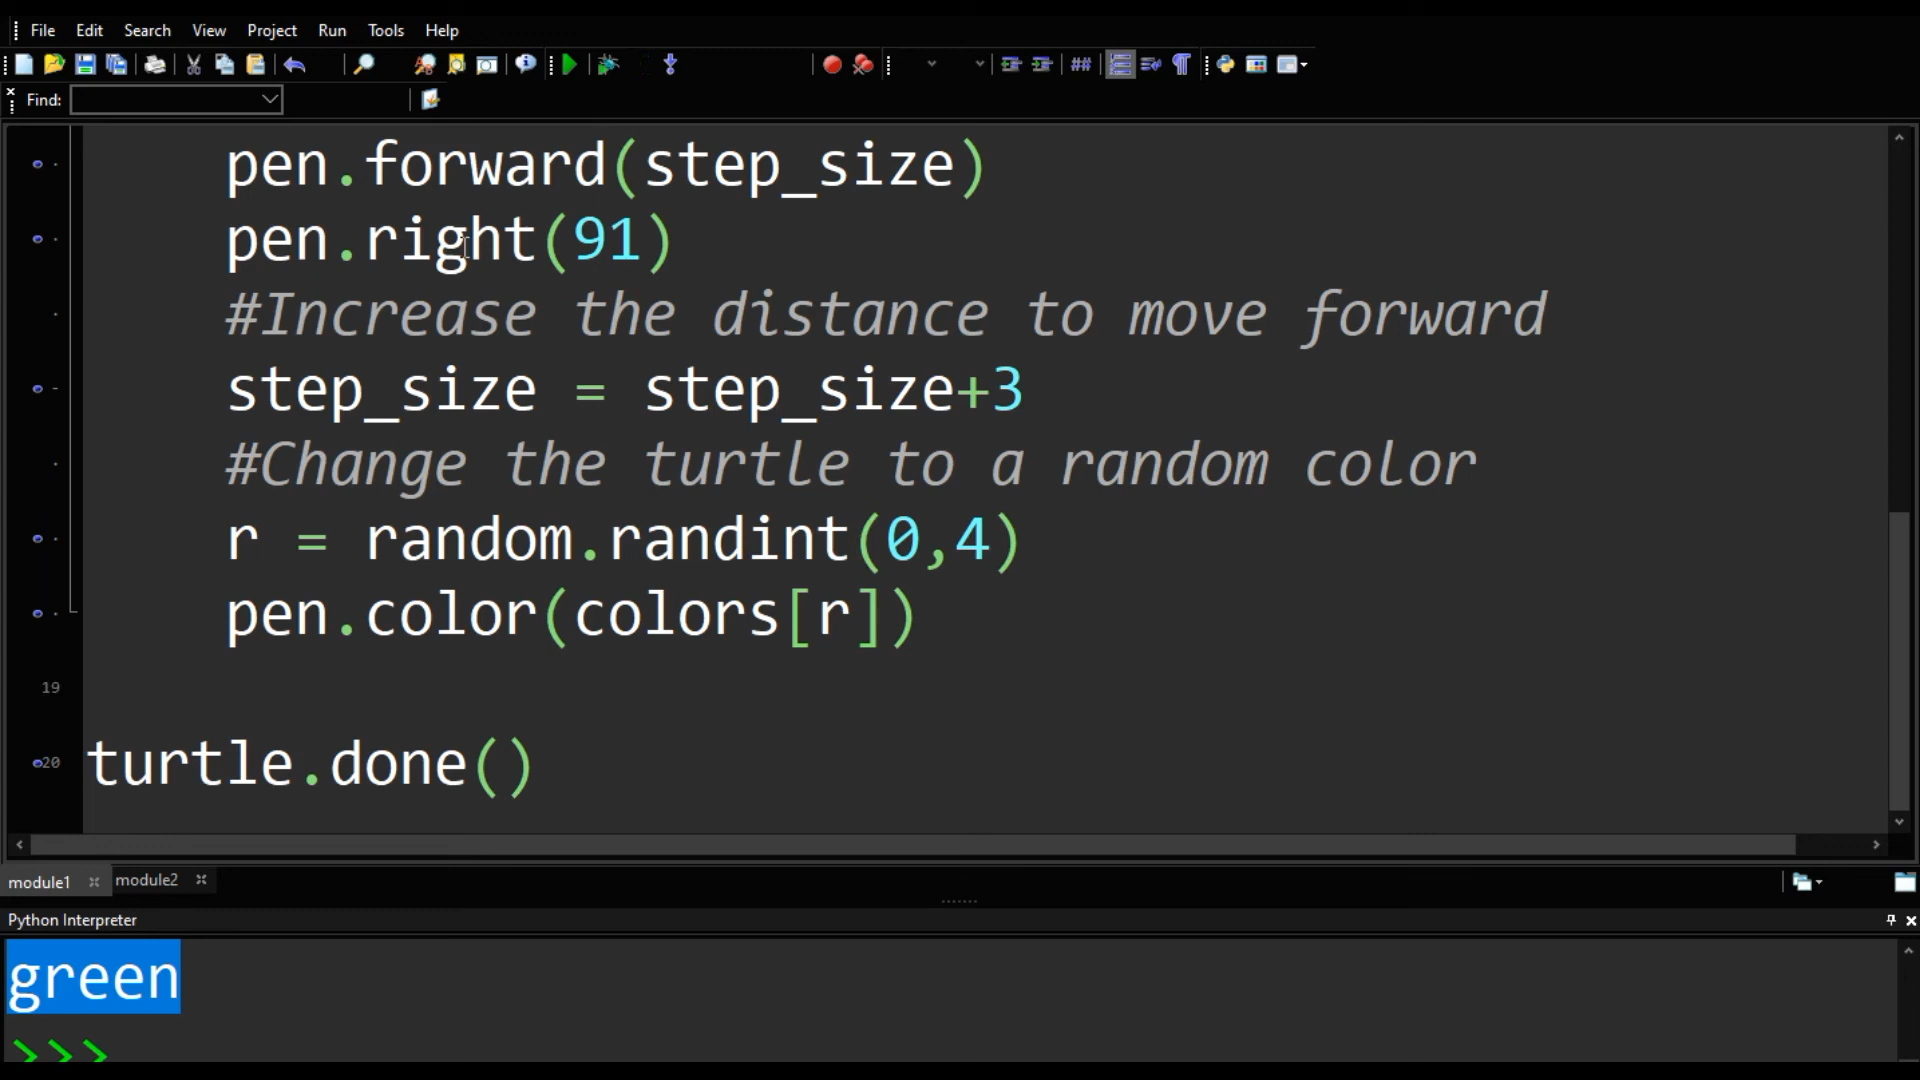 File Edit Search View Project Run Tools Help
Find:
pen.forward(step_size)
pen.right(91)
#Increase the distance to move forward
step_size = step_size+3
#Change the turtle to a random color
r = random.randint(0,4)
pen.color(colors[r])
19
20 turtle.done()
module1 module2
Python Interpreter
green
>>>